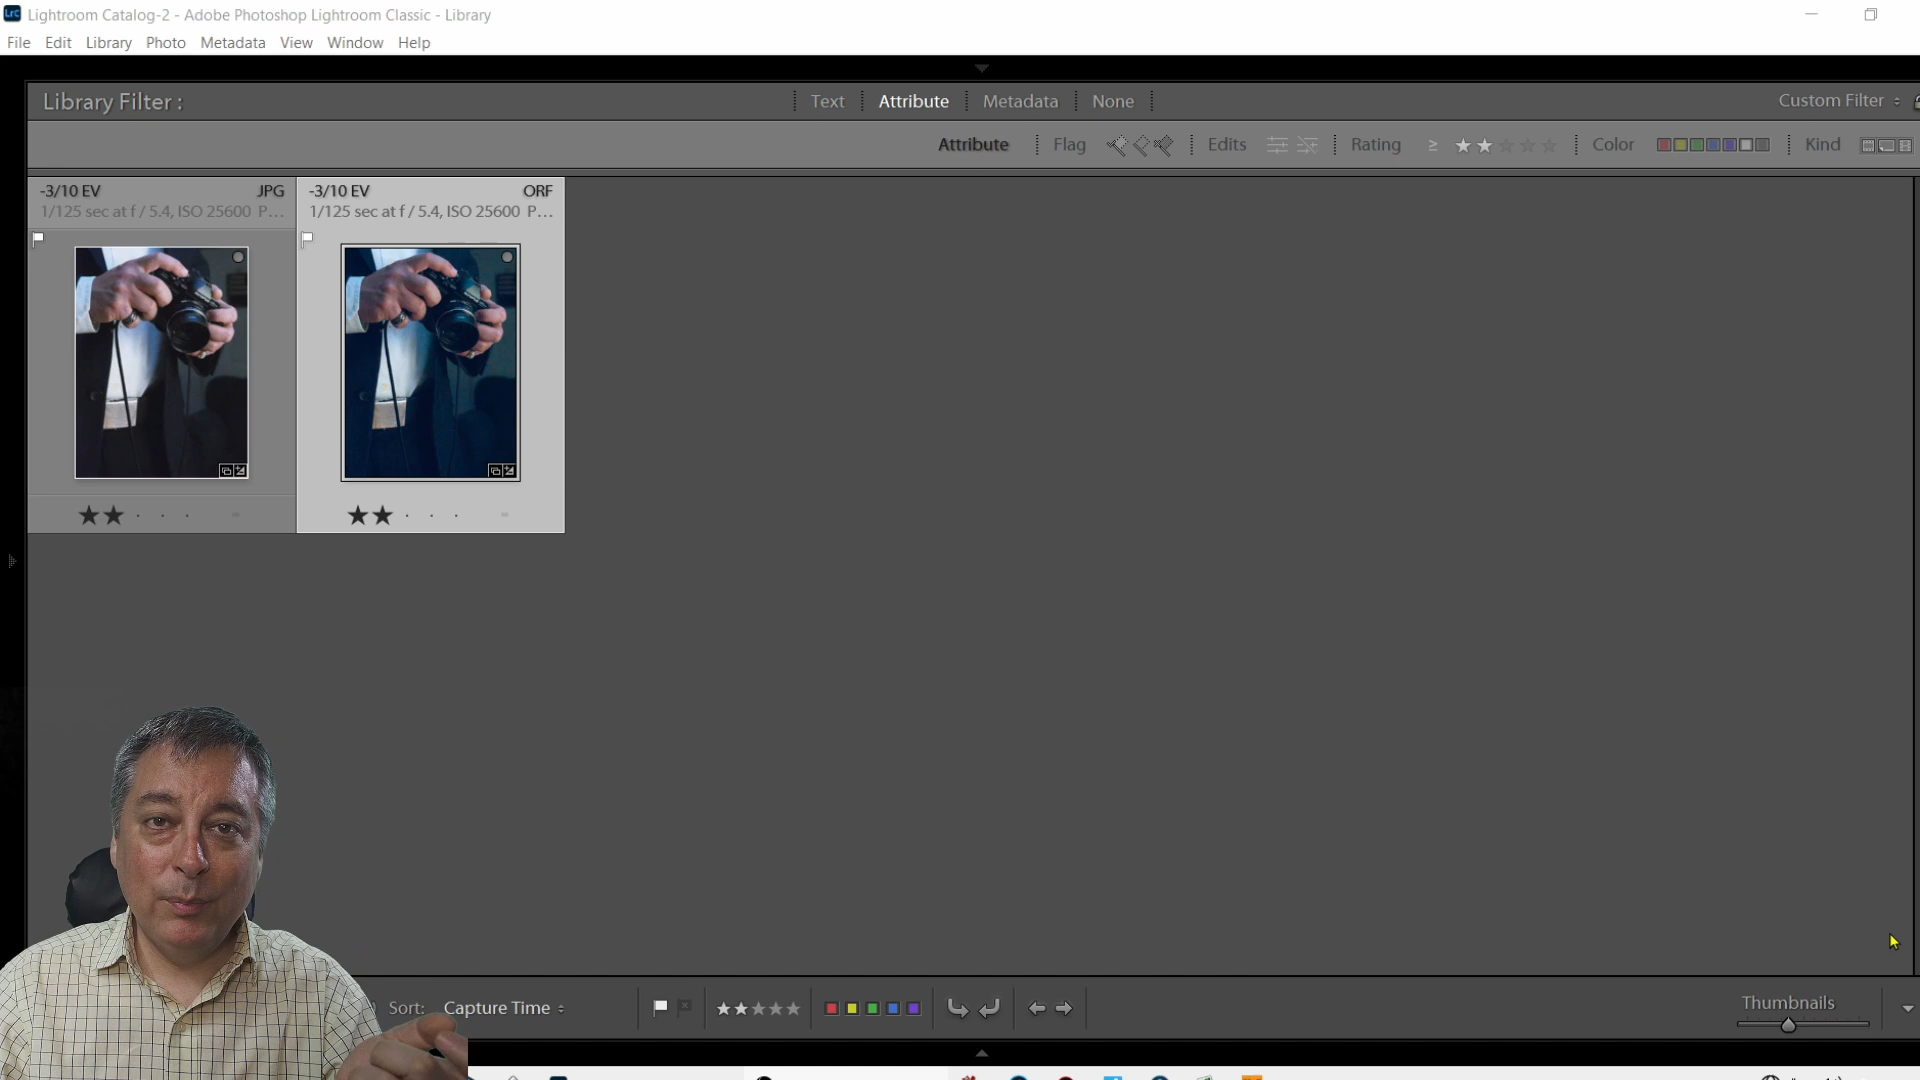 LrC Lightroom Catalog-2 - Adobe Photoshop Lightroom Classic - Library
File Edit Library Photo Metadata View Window Help
Library Filter : Text Attribute Metadata None Custom Filter
Attribute Flag Edits Rating ≥ Color Kind
-3/10 EV JPG
1/125 sec at f / 5.4, ISO 25600 P...
-3/10 EV ORF
1/125 sec at f / 5.4, ISO 25600 P...
Sort: Capture Time
Thumbnails